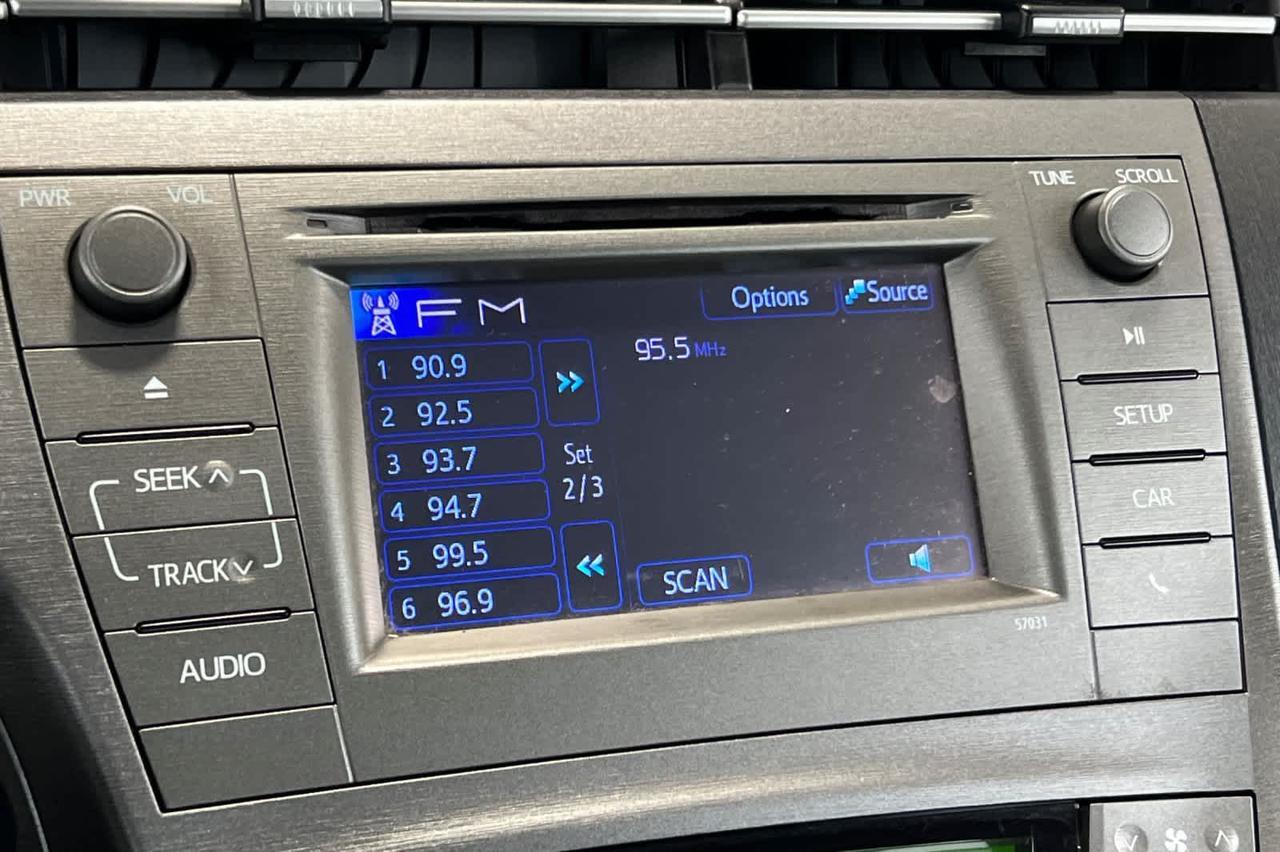 PWR VOL
TUNE SCROLL
FM
Options
Source
1 90.9
2 92.5
3 93.7
4 94.7
5 99.5
6 96.9
Set
2/3
95.5 MHz
SCAN
SEEK
TRACK
AUDIO
SETUP
CAR
57031